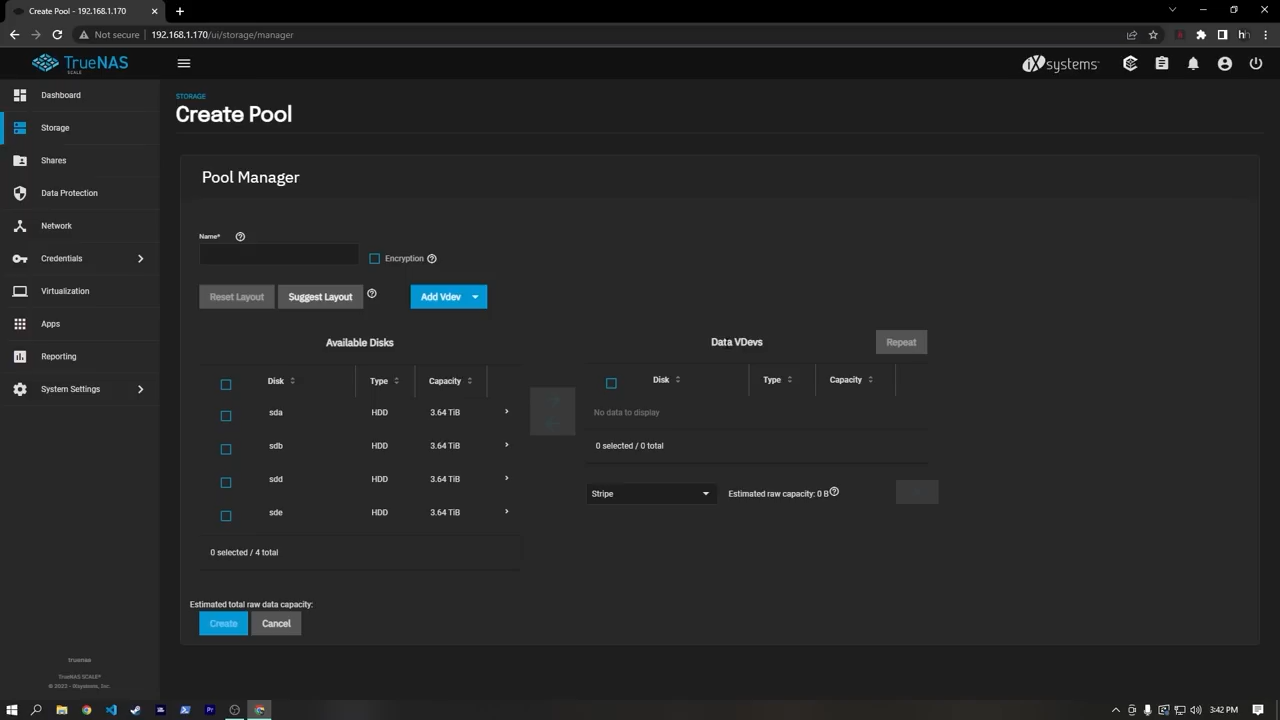 Create Pool - 192.168.1.170
Not secure
192.168.1.170/ui/storage/manager
TrueNAS
SCALE
iXsystems
Dashboard
Storage
Shares
Data Protection
Network
Credentials
Virtualization
Apps
Reporting
System Settings
STORAGE
Create Pool
Pool Manager
Name*
Encryption
Reset Layout
Suggest Layout
Add Vdev
Available Disks
Disk Type Capacity
sda HDD 3.64 TiB
sdb HDD 3.64 TiB
sdd HDD 3.64 TiB
sde HDD 3.64 TiB
0 selected / 4 total
Data VDevs
Repeat
Disk Type Capacity
No data to display
0 selected / 0 total
Stripe
Estimated raw capacity: 0 B
Estimated total raw data capacity:
Create
Cancel
truenas
TrueNAS SCALE®
© 2022 - iXsystems, Inc.
3:42 PM